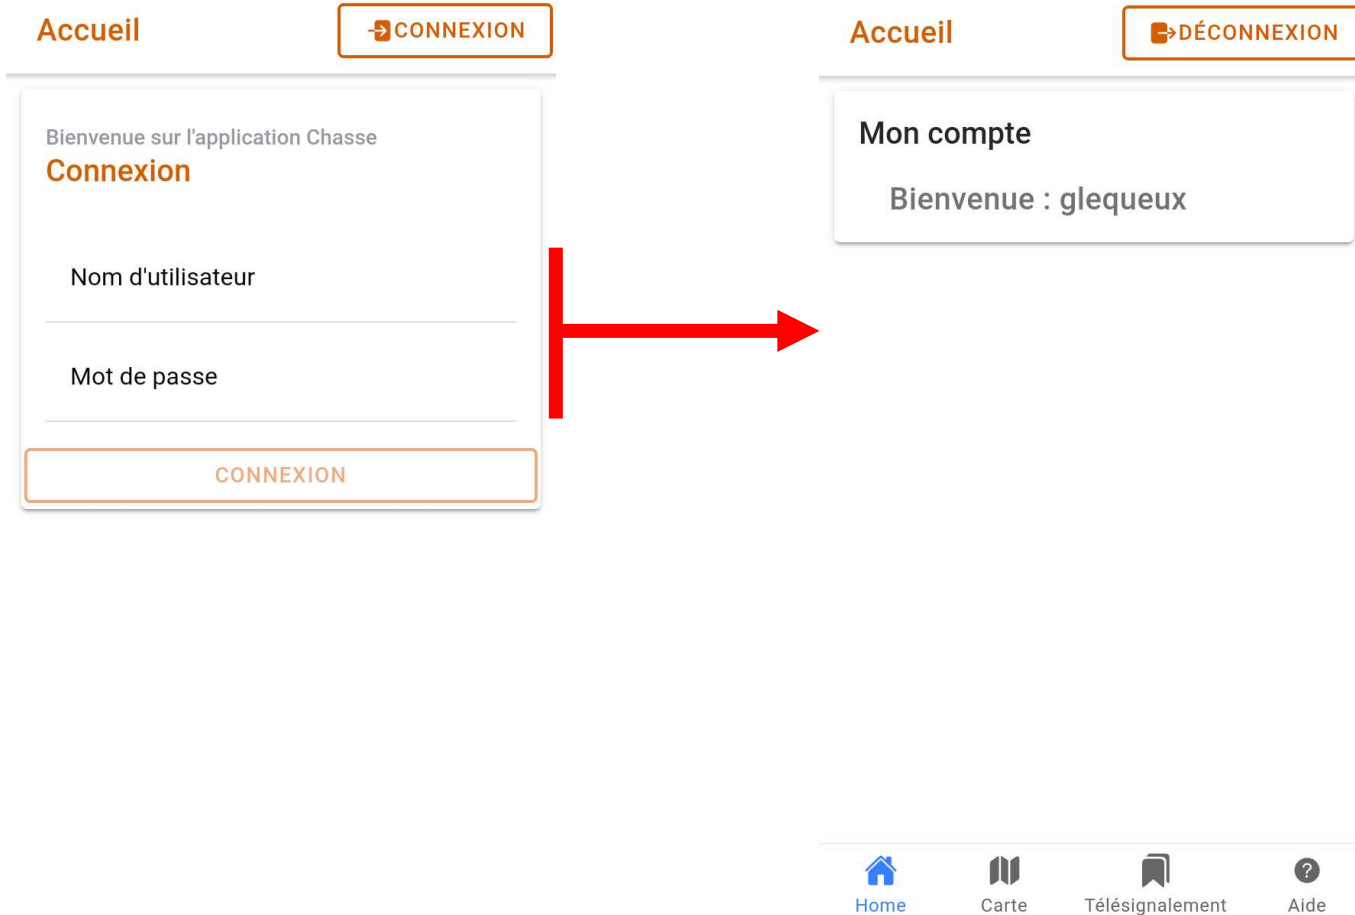 Accueil
CONNEXION
Bienvenue sur l'application Chasse
Connexion
Nom d'utilisateur
Mot de passe
CONNEXION
Accueil
DÉCONNEXION
Mon compte
Bienvenue : glequeux
Home
Carte
Télésignalement
Aide